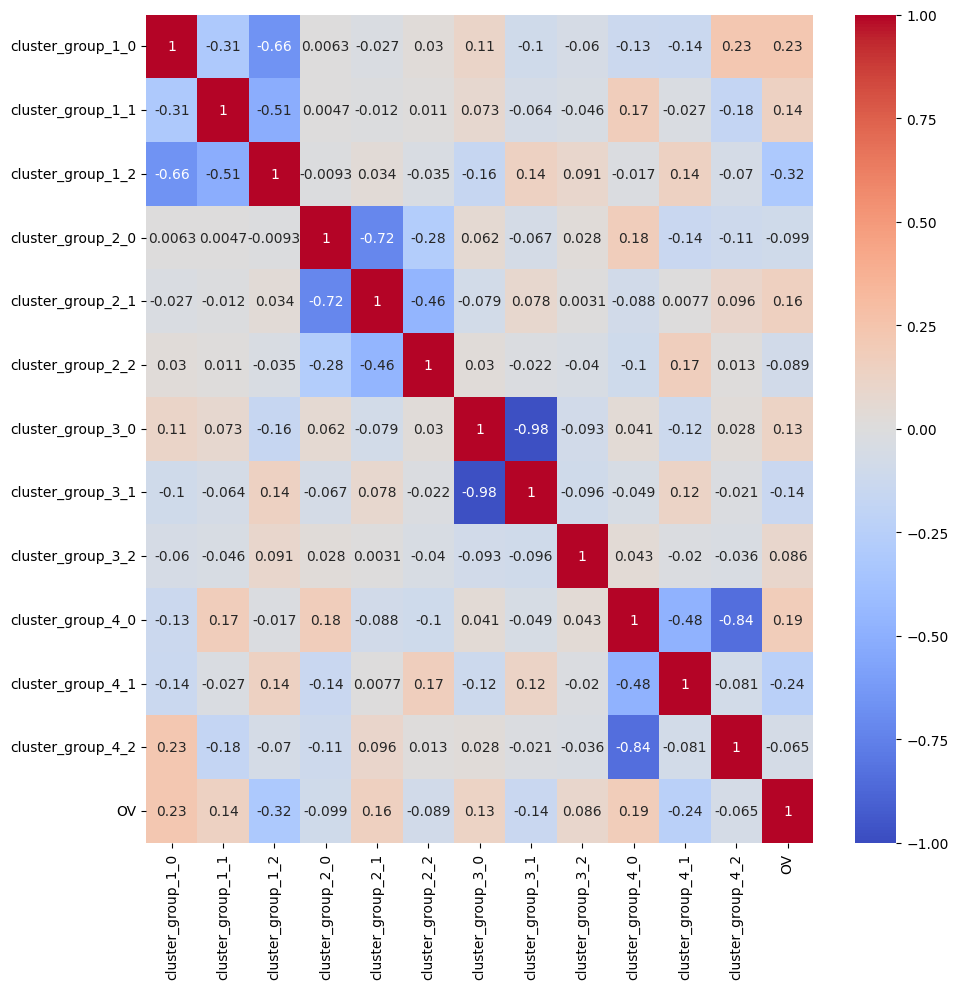 cluster_group_1_0 1 -0.31 -0.66 0.0063 -0.027 0.03 0.11 -0.1 -0.06 -0.13 -0.14 0.23 0.23
cluster_group_1_1 -0.31 1 -0.51 0.0047 -0.012 0.011 0.073 -0.064 -0.046 0.17 -0.027 -0.18 0.14
cluster_group_1_2 -0.66 -0.51 1 -0.0093 0.034 -0.035 -0.16 0.14 0.091 -0.017 0.14 -0.07 -0.32
cluster_group_2_0 0.0063 0.0047 -0.0093 1 -0.72 -0.28 0.062 -0.067 0.028 0.18 -0.14 -0.11 -0.099
cluster_group_2_1 -0.027 -0.012 0.034 -0.72 1 -0.46 -0.079 0.078 0.0031 -0.088 0.0077 0.096 0.16
cluster_group_2_2 0.03 0.011 -0.035 -0.28 -0.46 1 0.03 -0.022 -0.04 -0.1 0.17 0.013 -0.089
cluster_group_3_0 0.11 0.073 -0.16 0.062 -0.079 0.03 1 -0.98 -0.093 0.041 -0.12 0.028 0.13
cluster_group_3_1 -0.1 -0.064 0.14 -0.067 0.078 -0.022 -0.98 1 -0.096 -0.049 0.12 -0.021 -0.14
cluster_group_3_2 -0.06 -0.046 0.091 0.028 0.0031 -0.04 -0.093 -0.096 1 0.043 -0.02 -0.036 0.086
cluster_group_4_0 -0.13 0.17 -0.017 0.18 -0.088 -0.1 0.041 -0.049 0.043 1 -0.48 -0.84 0.19
cluster_group_4_1 -0.14 -0.027 0.14 -0.14 0.0077 0.17 -0.12 0.12 -0.02 -0.48 1 -0.081 -0.24
cluster_group_4_2 0.23 -0.18 -0.07 -0.11 0.096 0.013 0.028 -0.021 -0.036 -0.84 -0.081 1 -0.065
OV 0.23 0.14 -0.32 -0.099 0.16 -0.089 0.13 -0.14 0.086 0.19 -0.24 -0.065 1
cluster_group_1_0
cluster_group_1_1
cluster_group_1_2
cluster_group_2_0
cluster_group_2_1
cluster_group_2_2
cluster_group_3_0
cluster_group_3_1
cluster_group_3_2
cluster_group_4_0
cluster_group_4_1
cluster_group_4_2
OV
1.00
0.75
0.50
0.25
0.00
−0.25
−0.50
−0.75
−1.00